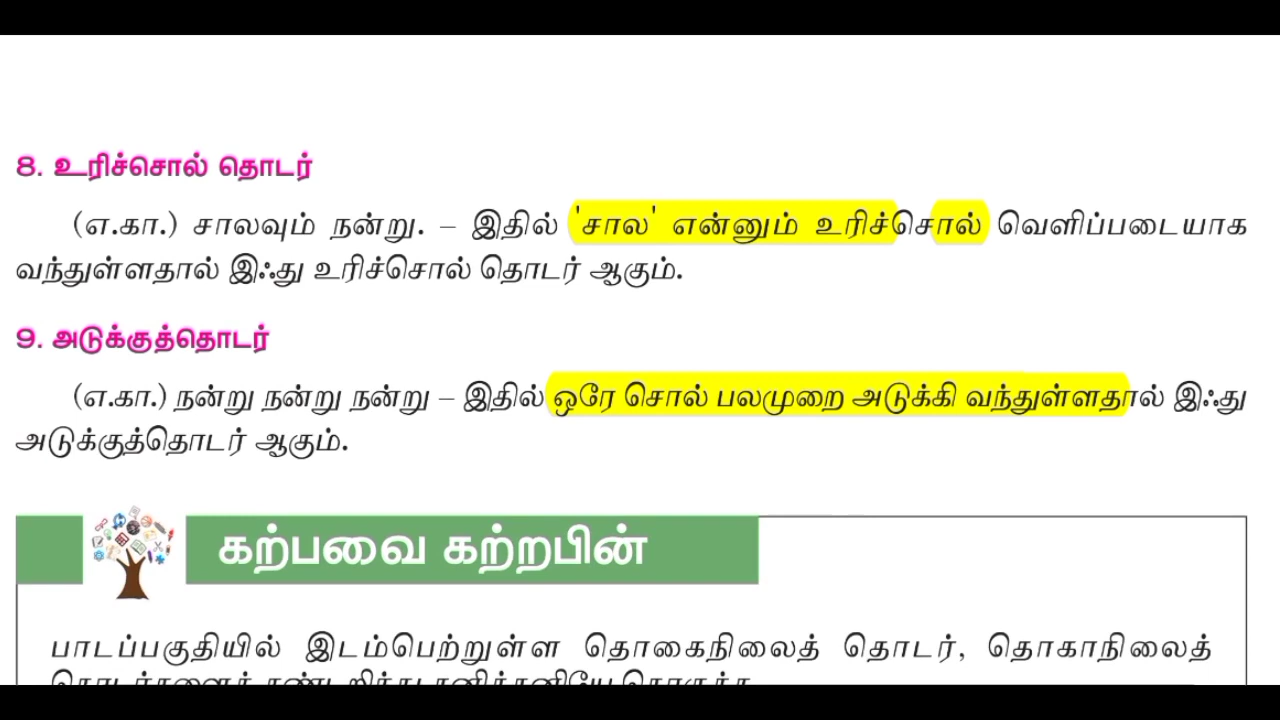 8. உரிச்சொல் தொடர்
(எ.கா.) சாலவும் நன்று. – இதில் 'சால' என்னும் உரிச்சொல் வெளிப்படையாக
வந்துள்ளதால் இஃது உரிச்சொல் தொடர் ஆகும்.
9. அடுக்குத்தொடர்
(எ.கா.) நன்று நன்று நன்று – இதில் ஒரே சொல் பலமுறை அடுக்கி வந்துள்ளதால் இஃது
அடுக்குத்தொடர் ஆகும்.
கற்பவை கற்றபின்
பாடப்பகுதியில் இடம்பெற்றுள்ள தொகைநிலைத் தொடர், தொகாநிலைத்